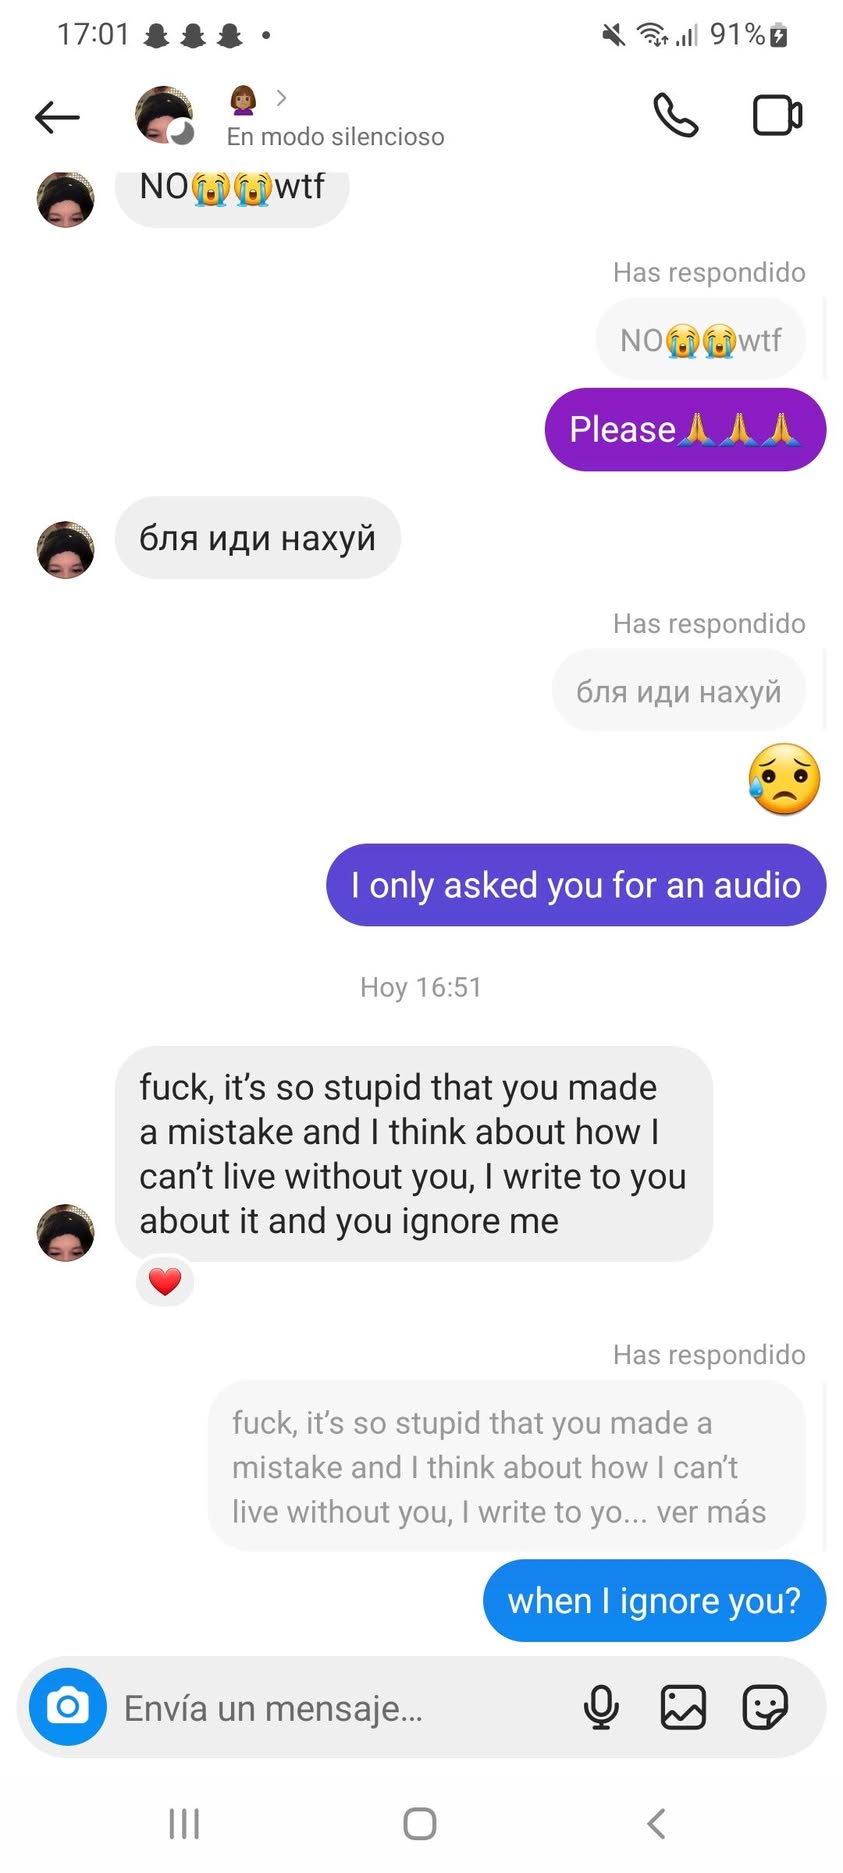 17:01
91%
En modo silencioso
NO😭😭wtf
Has respondido
NO😭😭wtf
Please🙏🙏🙏
бля иди нахуй
Has respondido
бля иди нахуй
😥
I only asked you for an audio
Hoy 16:51
fuck, it's so stupid that you made
a mistake and I think about how I
can't live without you, I write to you
about it and you ignore me
❤️
Has respondido
fuck, it's so stupid that you made a
mistake and I think about how I can't
live without you, I write to yo... ver más
when I ignore you?
Envía un mensaje...